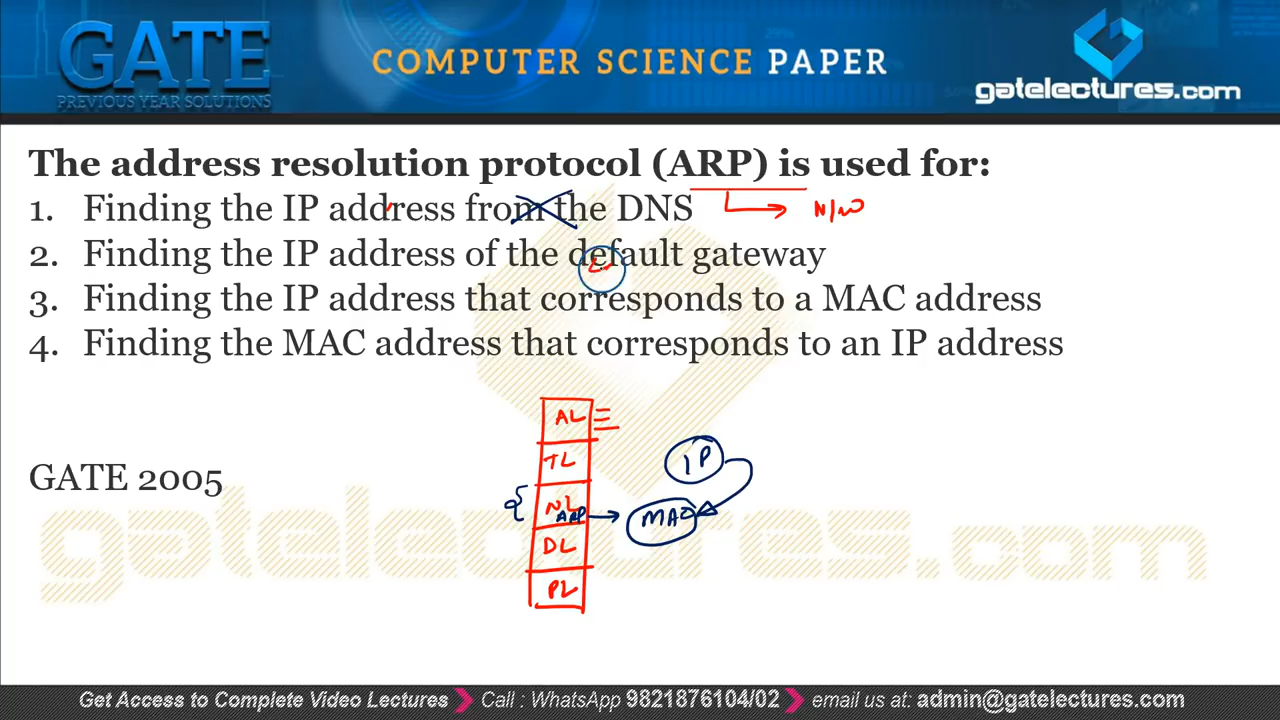 GATE
PREVIOUS YEAR SOLUTIONS
COMPUTER SCIENCE PAPER
gatelectures.com
The address resolution protocol (ARP) is used for:
1. Finding the IP address from the DNS
N/W
2. Finding the IP address of the default gateway
3. Finding the IP address that corresponds to a MAC address
4. Finding the MAC address that corresponds to an IP address
AL
TL
IP
GATE 2005
NL
ARP
MAC
DL
PL
gatelectures.com
Get Access to Complete Video Lectures Call : WhatsApp 9821876104/02 email us at: admin@gatelectures.com